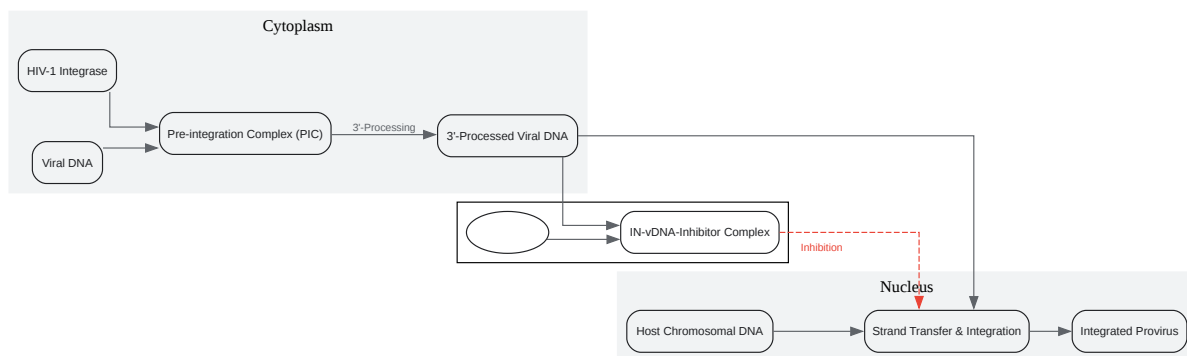 Cytoplasm
HIV-1 Integrase
Pre-integration Complex (PIC)
3'-Processing
3'-Processed Viral DNA
Viral DNA
IN-vDNA-Inhibitor Complex
Inhibition
Nucleus
Host Chromosomal DNA
Strand Transfer & Integration
Integrated Provirus